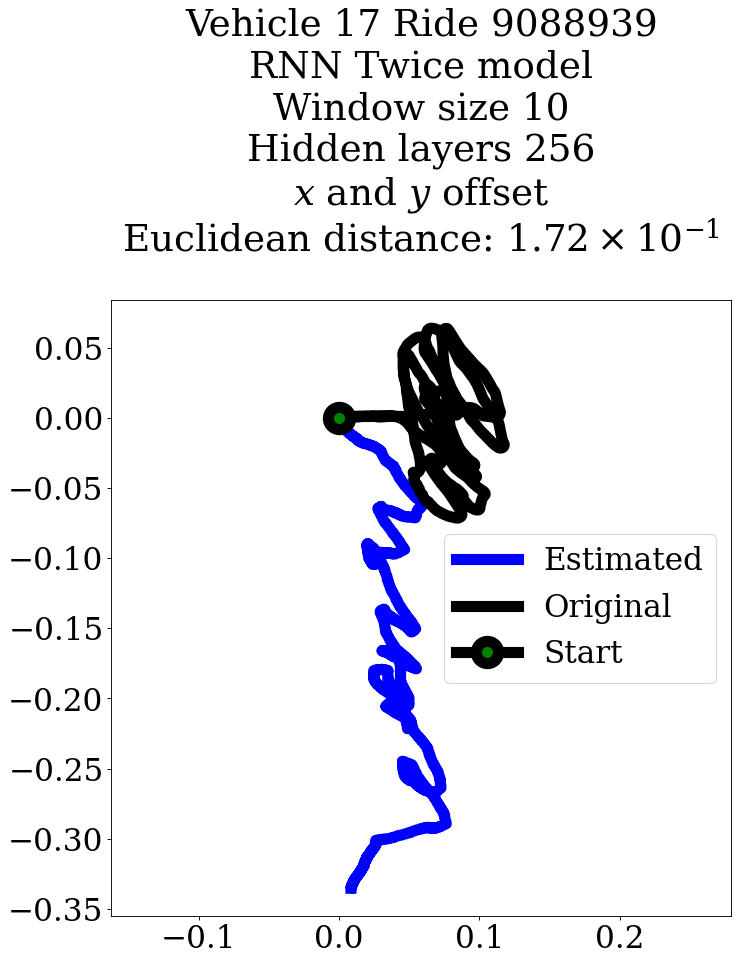 Vehicle 17 Ride 9088939
RNN Twice model
Window size 10
Hidden layers 256
x and y offset
Euclidean distance: 1.72 × 10⁻¹
0.05
0.00
−0.05
−0.10
−0.15
−0.20
−0.25
−0.30
−0.35
Estimated
Original
Start
−0.1 0.0 0.1 0.2